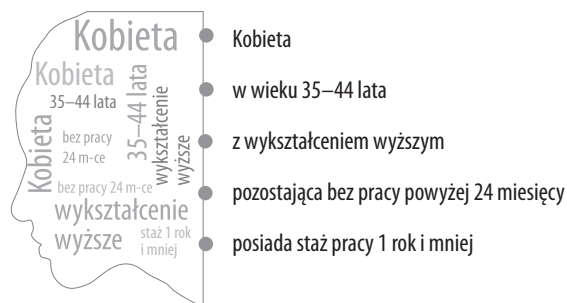 Kobieta
Kobieta
35–44 lata
Kobieta
bez pracy
24 m-ce
35–44 lata
wykształcenie
wyższe
bez pracy 24 m-ce
wykształcenie
wyższe
staż 1 rok
i mniej
Kobieta
w wieku 35–44 lata
z wykształceniem wyższym
pozostająca bez pracy powyżej 24 miesięcy
posiada staż pracy 1 rok i mniej